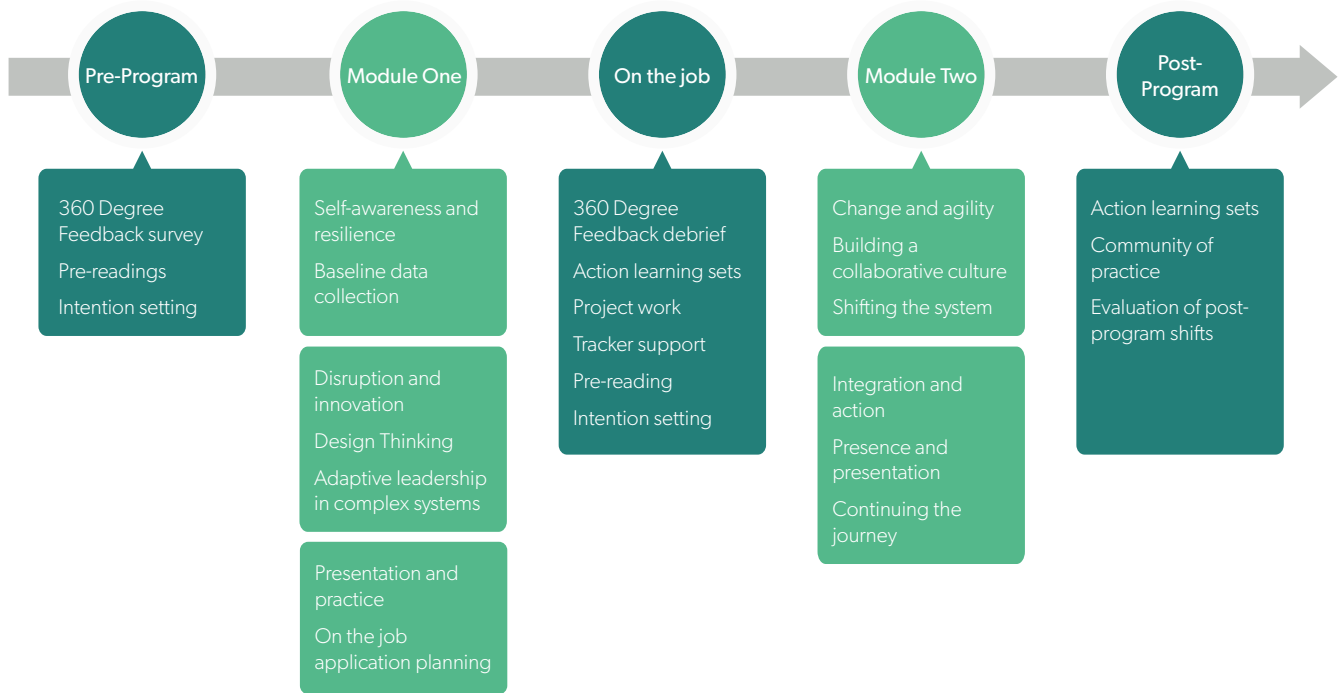 Pre-Program
Module One
On the job
Module Two
Post-
Program
360 Degree
Feedback survey
Pre-readings
Intention setting
Self-awareness and
resilience
Baseline data
collection
Disruption and
innovation
Design Thinking
Adaptive leadership
in complex systems
Presentation and
practice
On the job
application planning
360 Degree
Feedback debrief
Action learning sets
Project work
Tracker support
Pre-reading
Intention setting
Change and agility
Building a
collaborative culture
Shifting the system
Integration and
action
Presence and
presentation
Continuing the
journey
Action learning sets
Community of
practice
Evaluation of post-
program shifts